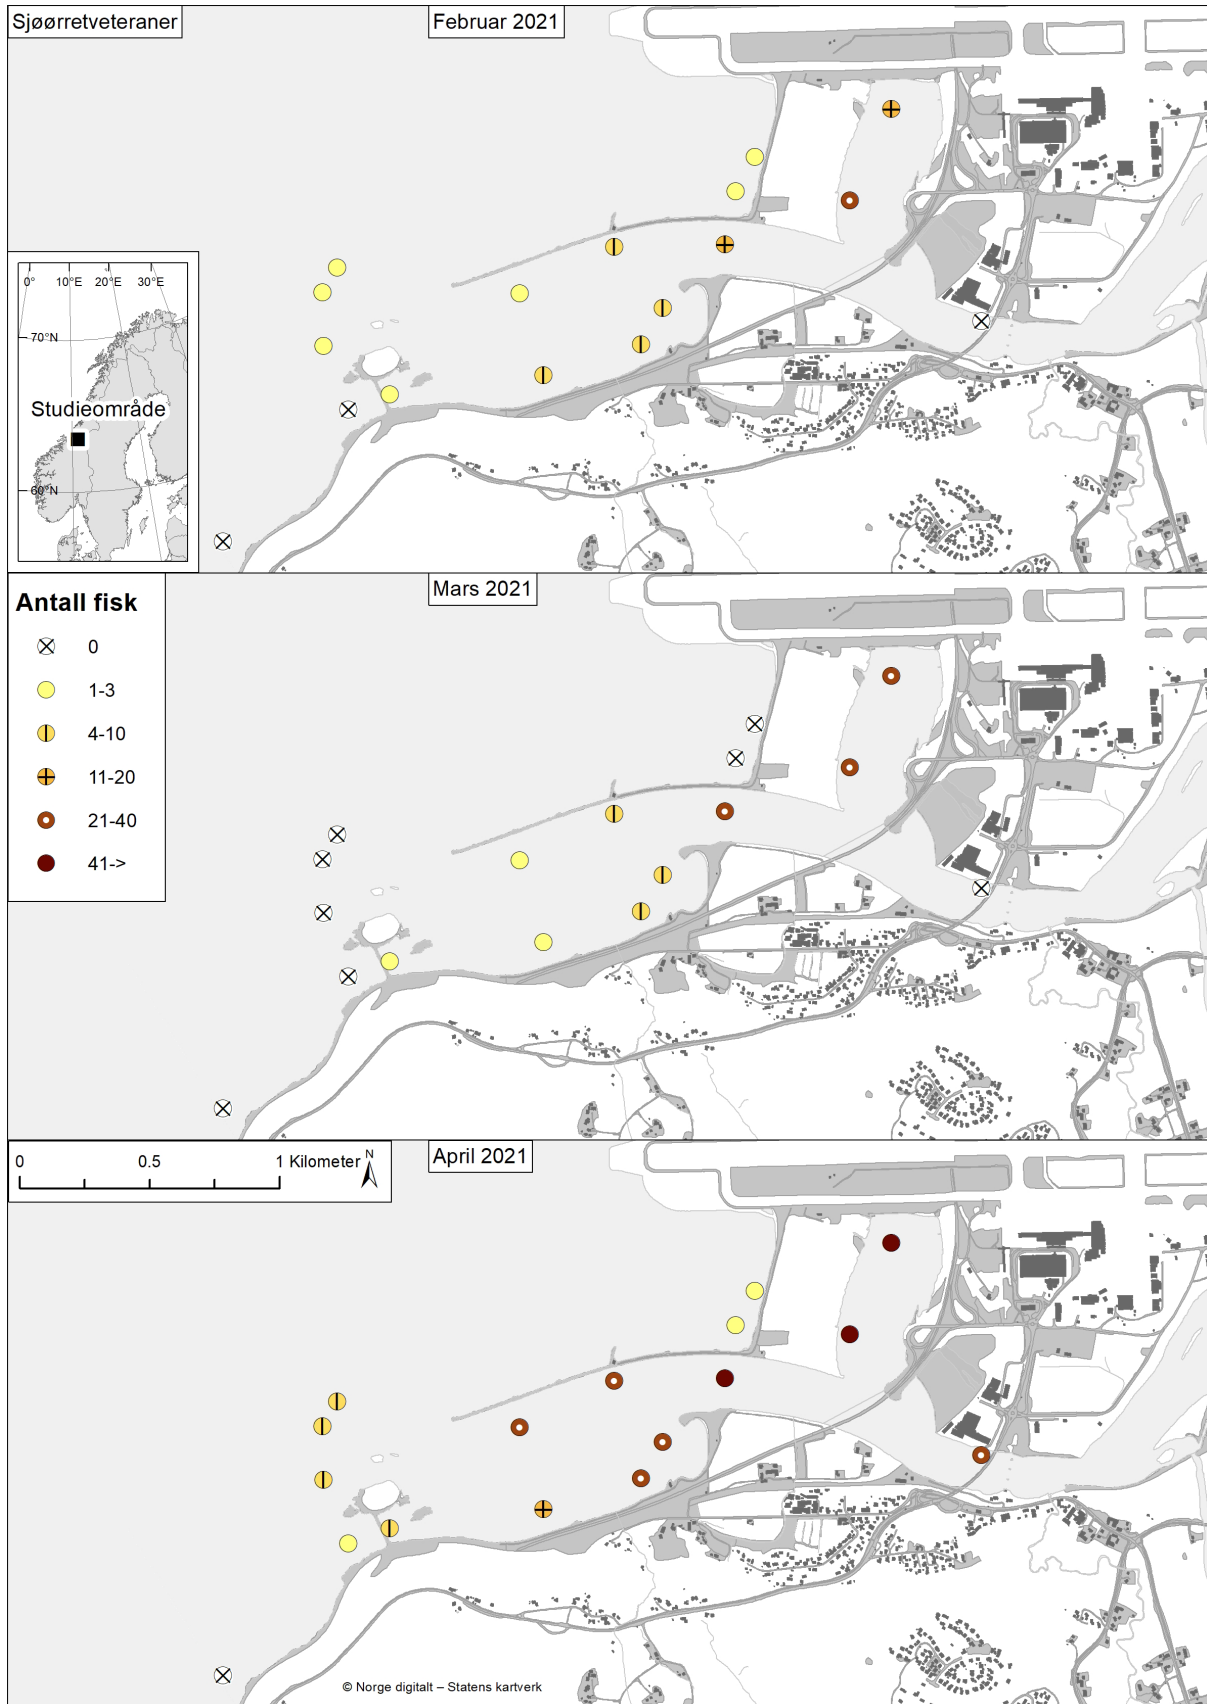 Sjøørretveteraner
Februar 2021
0° 10°E 20°E 30°E
70°N
Studieområde
60°N
Mars 2021
Antall fisk
0
1-3
4-10
11-20
21-40
41->
April 2021
0 0.5 1 Kilometer N
© Norge digitalt – Statens kartverk